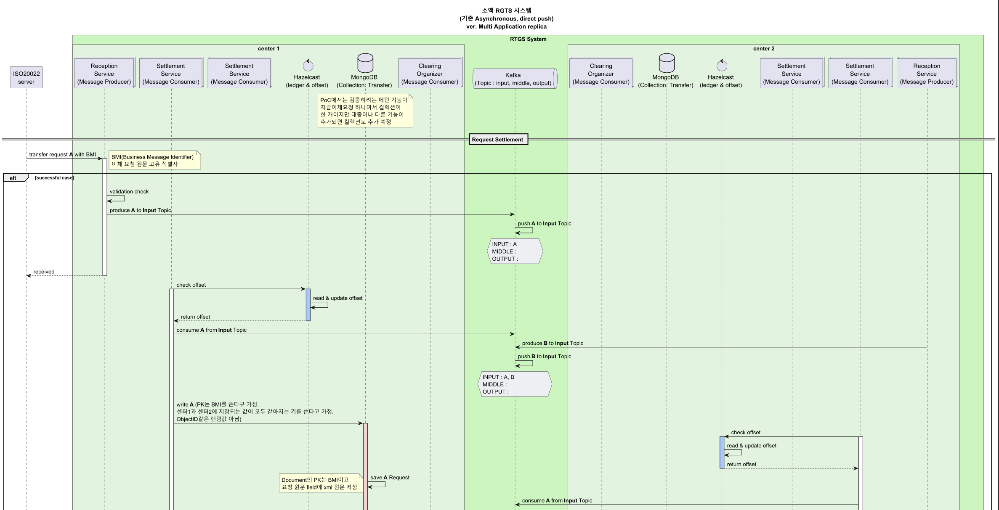 소액 RGTS 시스템
(기존 Asynchronous, direct push)
ver. Multi Application replica
RTGS System
center 1
center 2
ISO20022
server
Reception
Service
(Message Producer)
Settlement
Service
(Message Consumer)
Settlement
Service
(Message Consumer)
Hazelcast
(ledger & offset)
MongoDB
(Collection: Transfer)
Clearing
Organizer
(Message Consumer)
Kafka
(Topic : input, middle, output)
Clearing
Organizer
(Message Consumer)
MongoDB
(Collection: Transfer)
Hazelcast
(ledger & offset)
Settlement
Service
(Message Consumer)
Settlement
Service
(Message Consumer)
Reception
Service
(Message Producer)
PoC에서는 검증하려는 메인 기능이
자금이체요청 하나여서 컬렉션이
한 개이지만 대출이나 다른 기능이
추가되면 컬렉션도 추가 예정
Request Settlement
transfer request A with BMI
BMI(Business Message Identifier)
이체 요청 원문 고유 식별자
alt
[successful case]
validation check
produce A to Input Topic
push A to Input Topic
INPUT : A
MIDDLE :
OUTPUT :
received
check offset
read & update offset
return offset
consume A from Input Topic
produce B to Input Topic
push B to Input Topic
INPUT : A, B
MIDDLE :
OUTPUT :
write A (PK는 BMI를 쓴다구 가정.
센터1과 센터2에 저장되는 값이 모두 같아지는 키를 쓴다고 가정.
ObjectID같은 랜덤값 아님)
check offset
read & update offset
return offset
Document의 PK는 BMI이고
요청 원문 field에 xml 원문 저장
save A Request
consume A from Input Topic